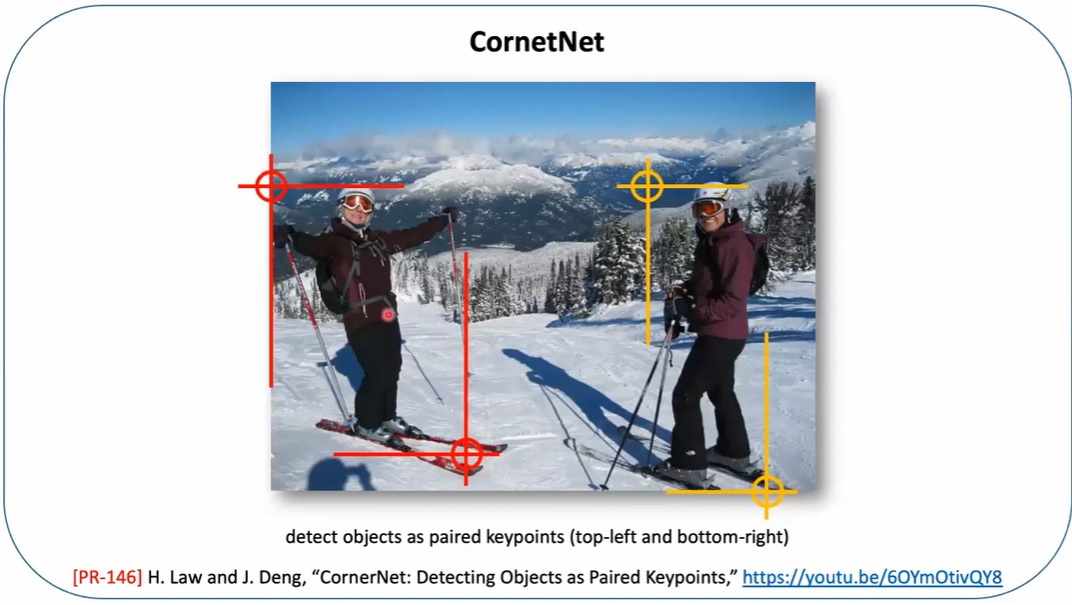 CornetNet
detect objects as paired keypoints (top-left and bottom-right)
[PR-146] H. Law and J. Deng, “CornerNet: Detecting Objects as Paired Keypoints,” https://youtu.be/6OYmOtivQY8